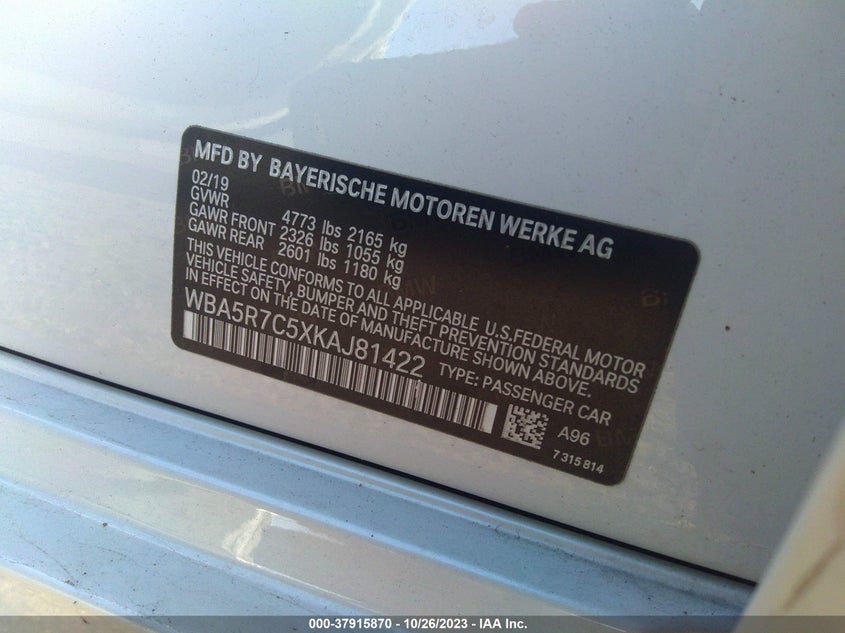 MFD BY BAYERISCHE MOTOREN WERKE AG
02/19
GVWR 4773 lbs 2165 kg
GAWR FRONT 2326 lbs 1055 kg
GAWR REAR 2601 lbs 1180 kg
THIS VEHICLE CONFORMS TO ALL APPLICABLE U.S.FEDERAL MOTOR
VEHICLE SAFETY, BUMPER AND THEFT PREVENTION STANDARDS
IN EFFECT ON THE DATE OF MANUFACTURE SHOWN ABOVE.
WBA5R7C5XKAJ81422 TYPE: PASSENGER CAR
A96
7 315 814
000-37915870 - 10/26/2023 - IAA Inc.